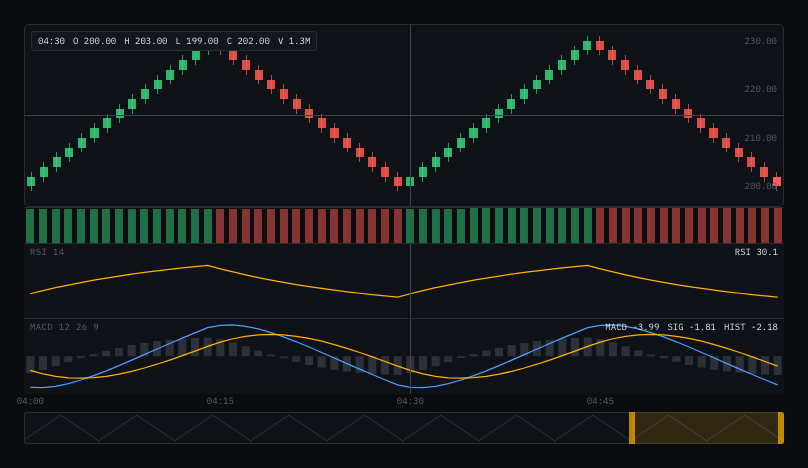 04:30 O 200.00 H 203.00 L 199.00 C 202.00 V 1.3M
230.00
220.00
210.00
200.00
RSI 14 RSI 30.1
MACD 12 26 9 MACD -3.99 SIG -1.81 HIST -2.18
04:00 04:15 04:30 04:45